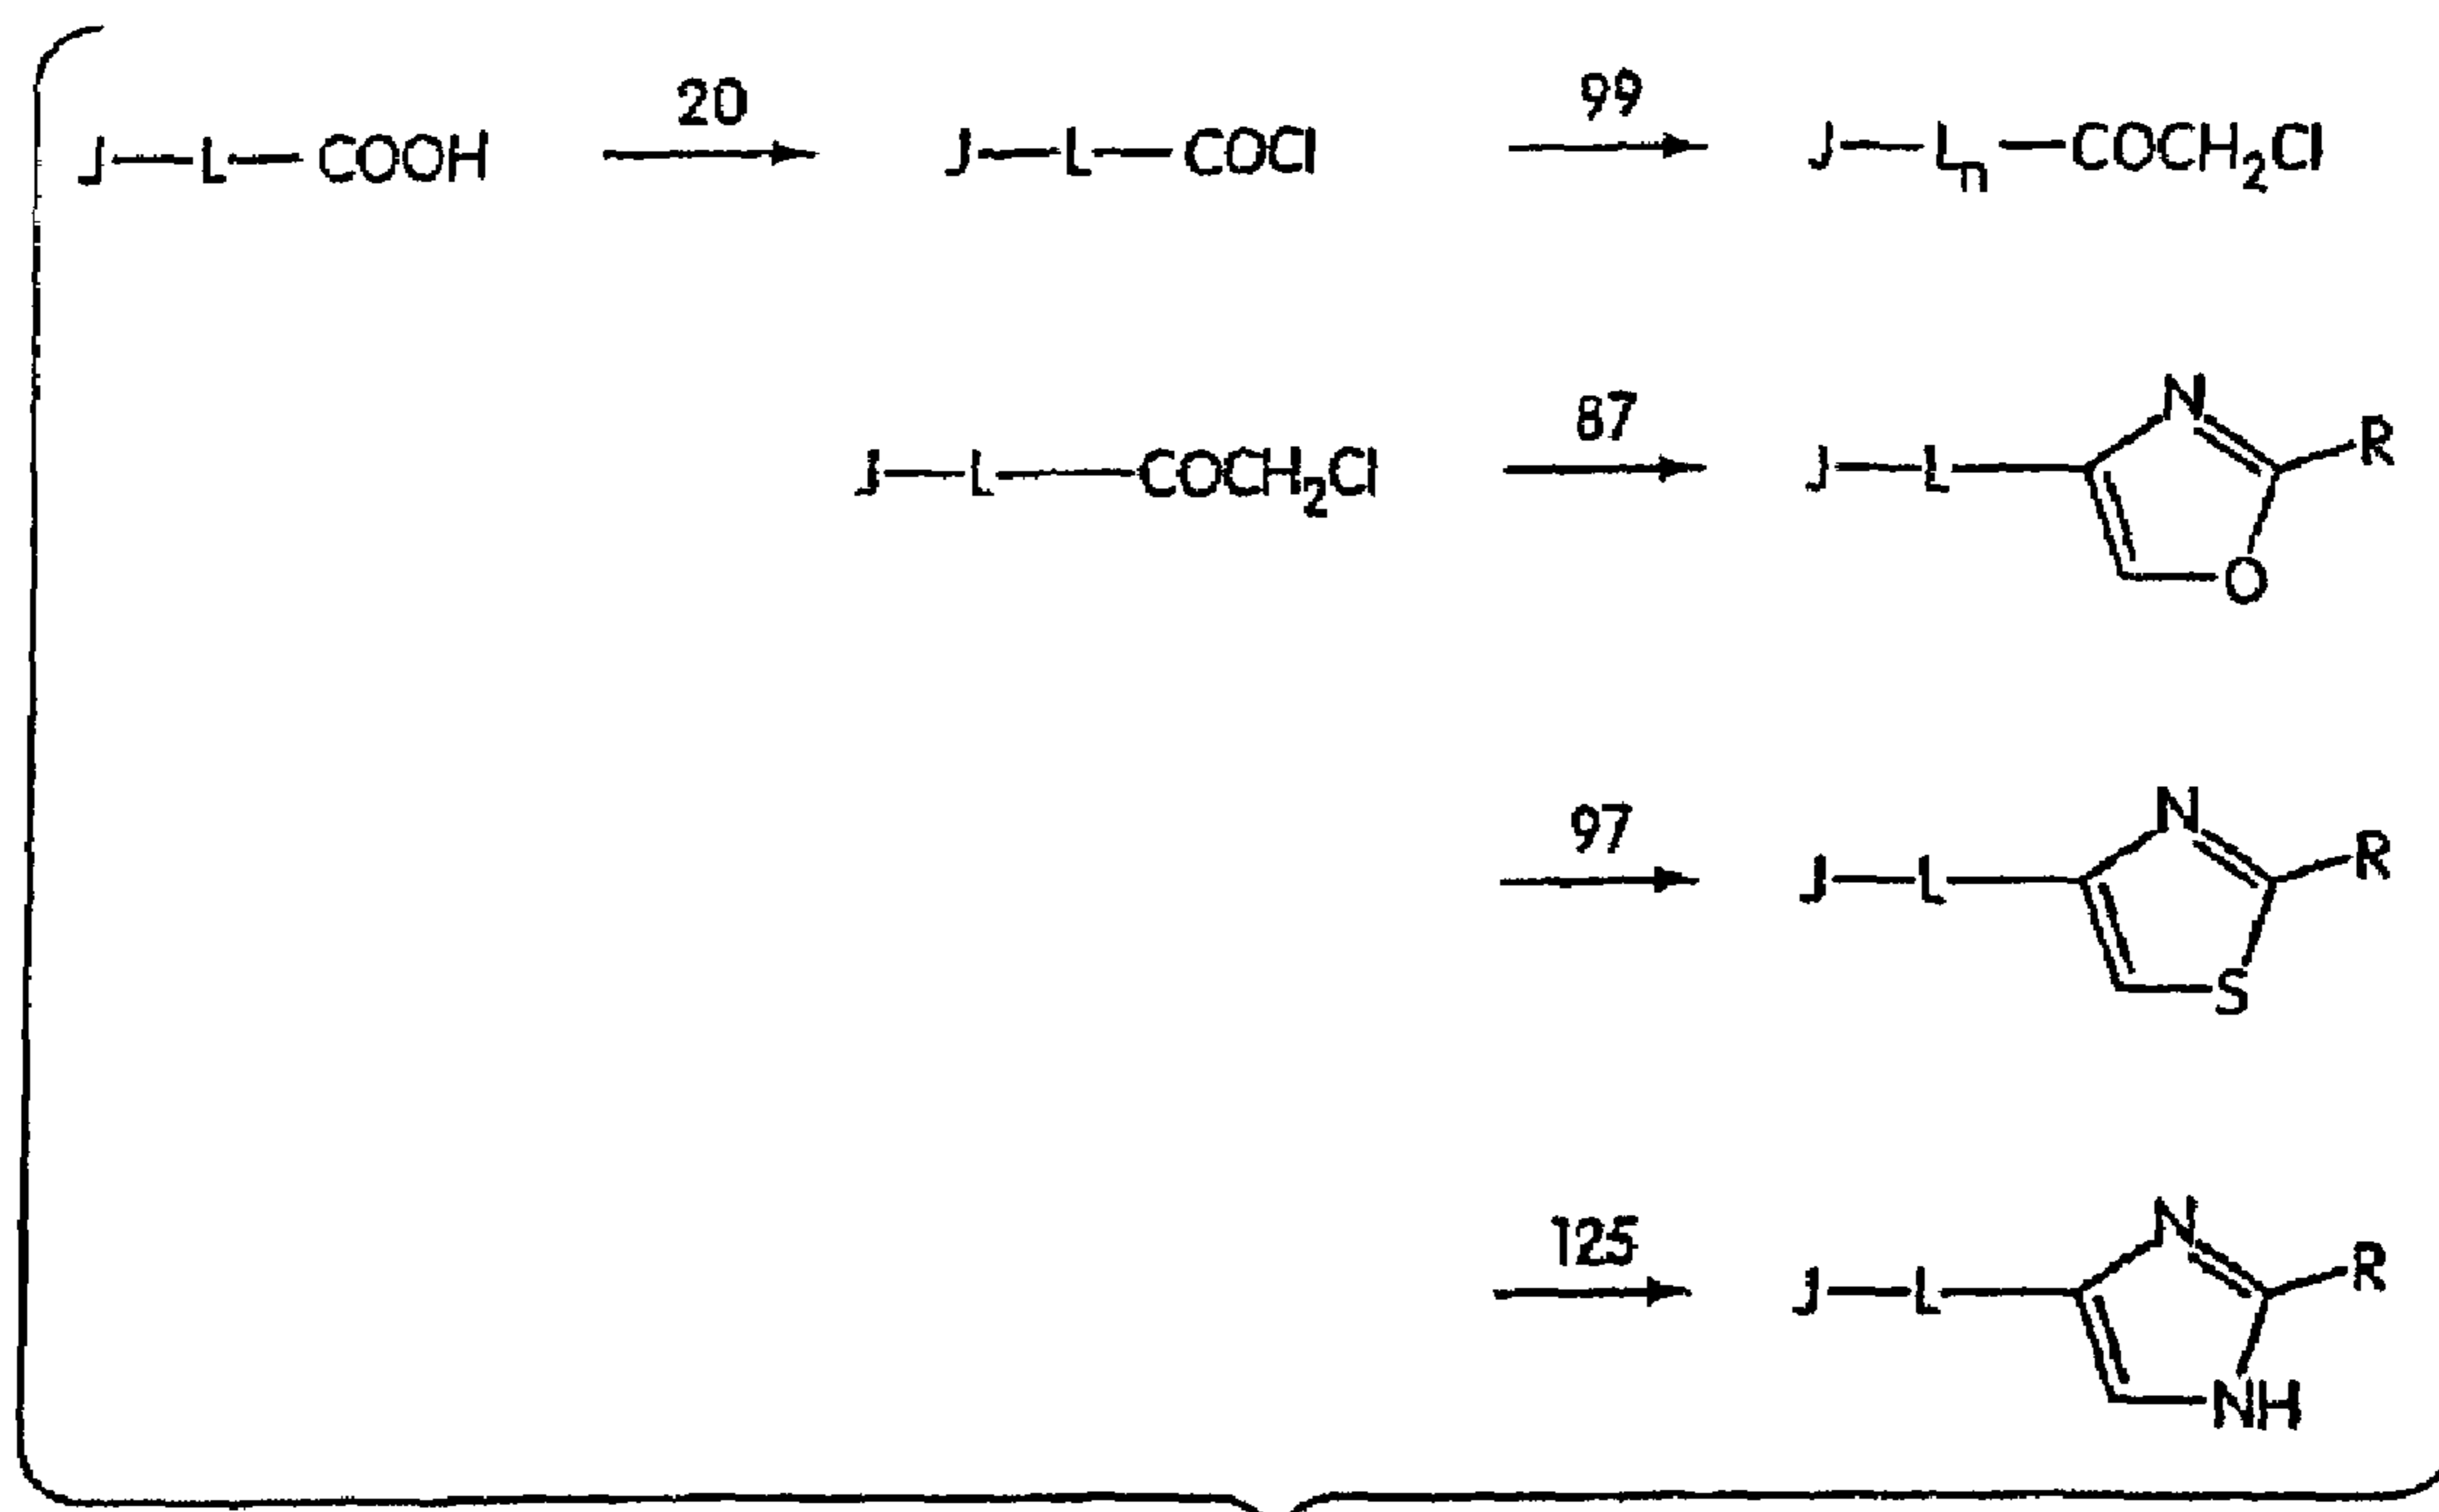 20 99
J—L—COOH J—L—COCl J—Ln—COCH2Cl
N
87 R
J—L—COCH2Cl J—L
O
N
97 R
J—L
S
N
125 R
J—L
NH